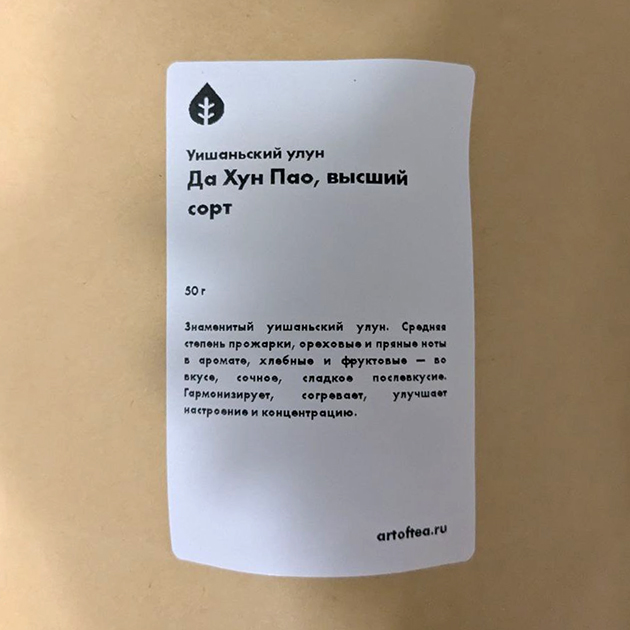 Уишаньский улун
Да Хун Пао, высший
сорт
50 г
Знаменитый уишаньский улун. Средняя
степень прожарки, ореховые и пряные ноты
в аромате, хлебные и фруктовые — во
вкусе, сочное, сладкое послевкусие.
Гармонизирует, согревает, улучшает
настроение и концентрацию.
artoftea.ru